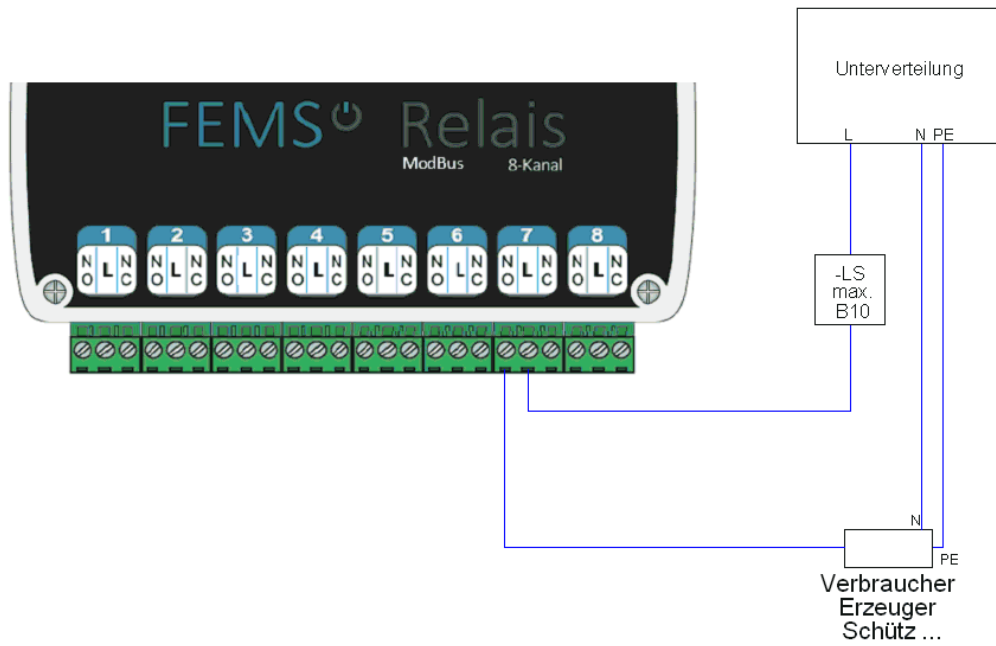 Unterverteilung
L N PE
FEMS Relais
ModBus 8-Kanal
1 2 3 4 5 6 7 8
NO L NC NO L NC NO L NC NO L NC NO L NC NO L NC NO L NC NO L NC
-LS
max.
B10
N
PE
Verbraucher
Erzeuger
Schütz ...